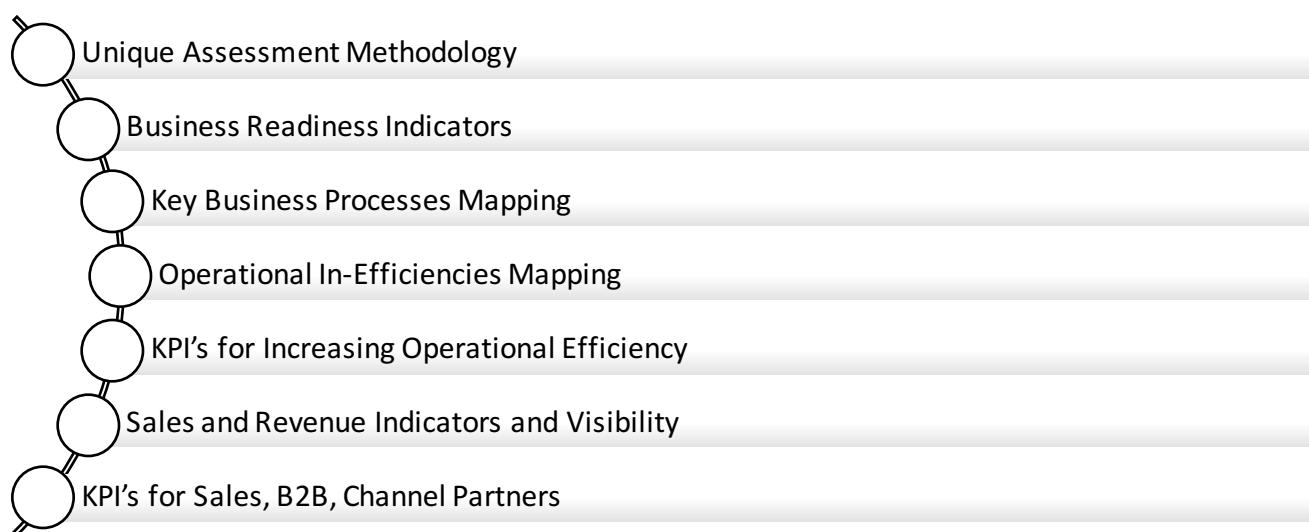 Unique Assessment Methodology
Business Readiness Indicators
Key Business Processes Mapping
Operational In-Efficiencies Mapping
KPI’s for Increasing Operational Efficiency
Sales and Revenue Indicators and Visibility
KPI’s for Sales, B2B, Channel Partners